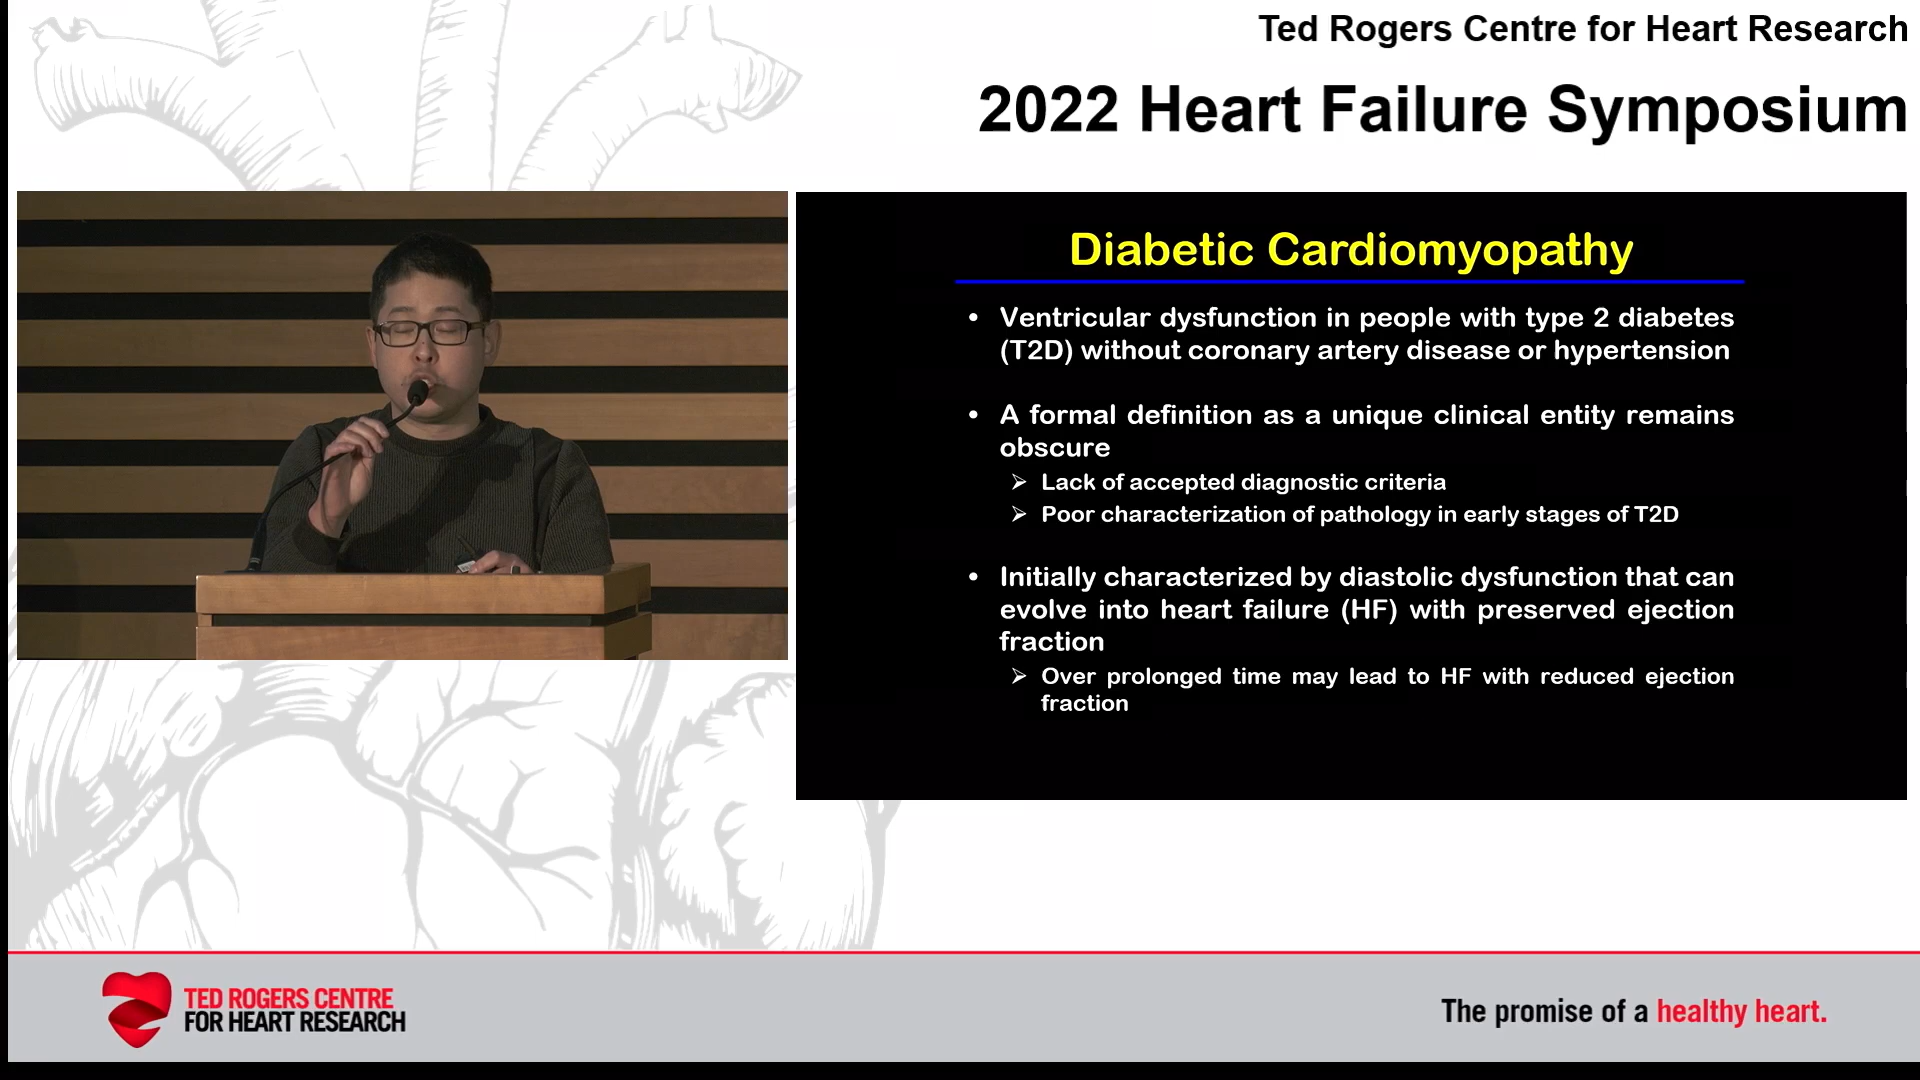 Ted Rogers Centre for Heart Research
2022 Heart Failure Symposium
Diabetic Cardiomyopathy
• Ventricular dysfunction in people with type 2 diabetes
(T2D) without coronary artery disease or hypertension
• A formal definition as a unique clinical entity remains
obscure
➢ Lack of accepted diagnostic criteria
➢ Poor characterization of pathology in early stages of T2D
• Initially characterized by diastolic dysfunction that can
evolve into heart failure (HF) with preserved ejection
fraction
➢ Over prolonged time may lead to HF with reduced ejection
fraction
TED ROGERS CENTRE
FOR HEART RESEARCH
The promise of a healthy heart.